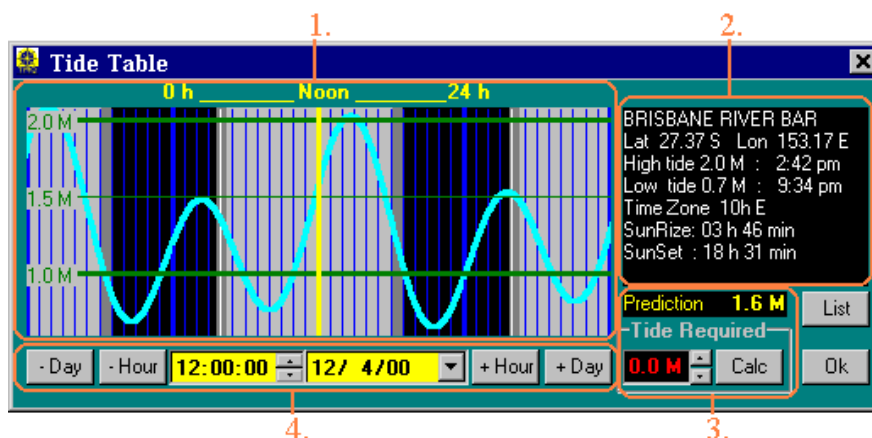 1.
2.
Tide Table
0 h ______ Noon ______ 24 h
2.0 M
1.5 M
1.0 M
BRISBANE RIVER BAR
Lat 27.37 S Lon 153.17 E
High tide 2.0 M : 2:42 pm
Low tide 0.7 M : 9:34 pm
Time Zone 10h E
SunRize: 03 h 46 min
SunSet : 18 h 31 min
Prediction 1.6 M
List
Tide Required
0.0 M Calc
Ok
- Day - Hour 12:00:00 12/ 4/00 + Hour + Day
4.
3.